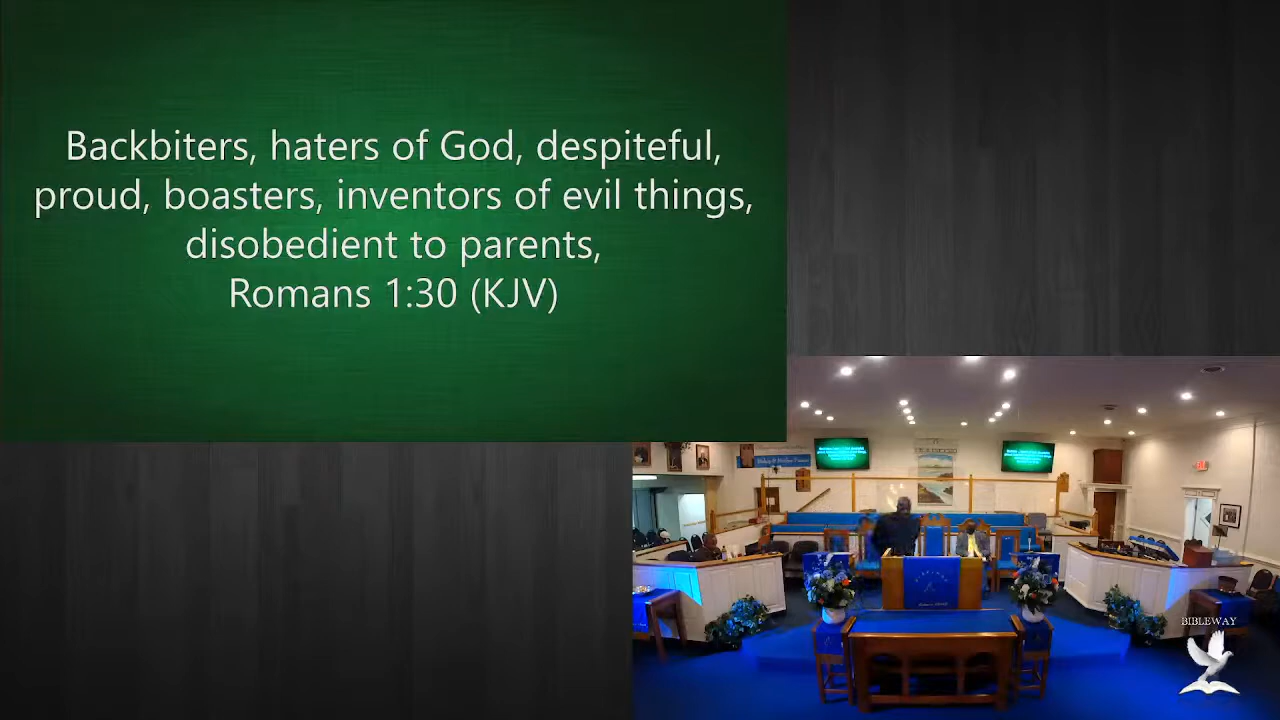 Backbiters, haters of God, despiteful,
proud, boasters, inventors of evil things,
disobedient to parents,
Romans 1:30 (KJV)
BIBLEWAY